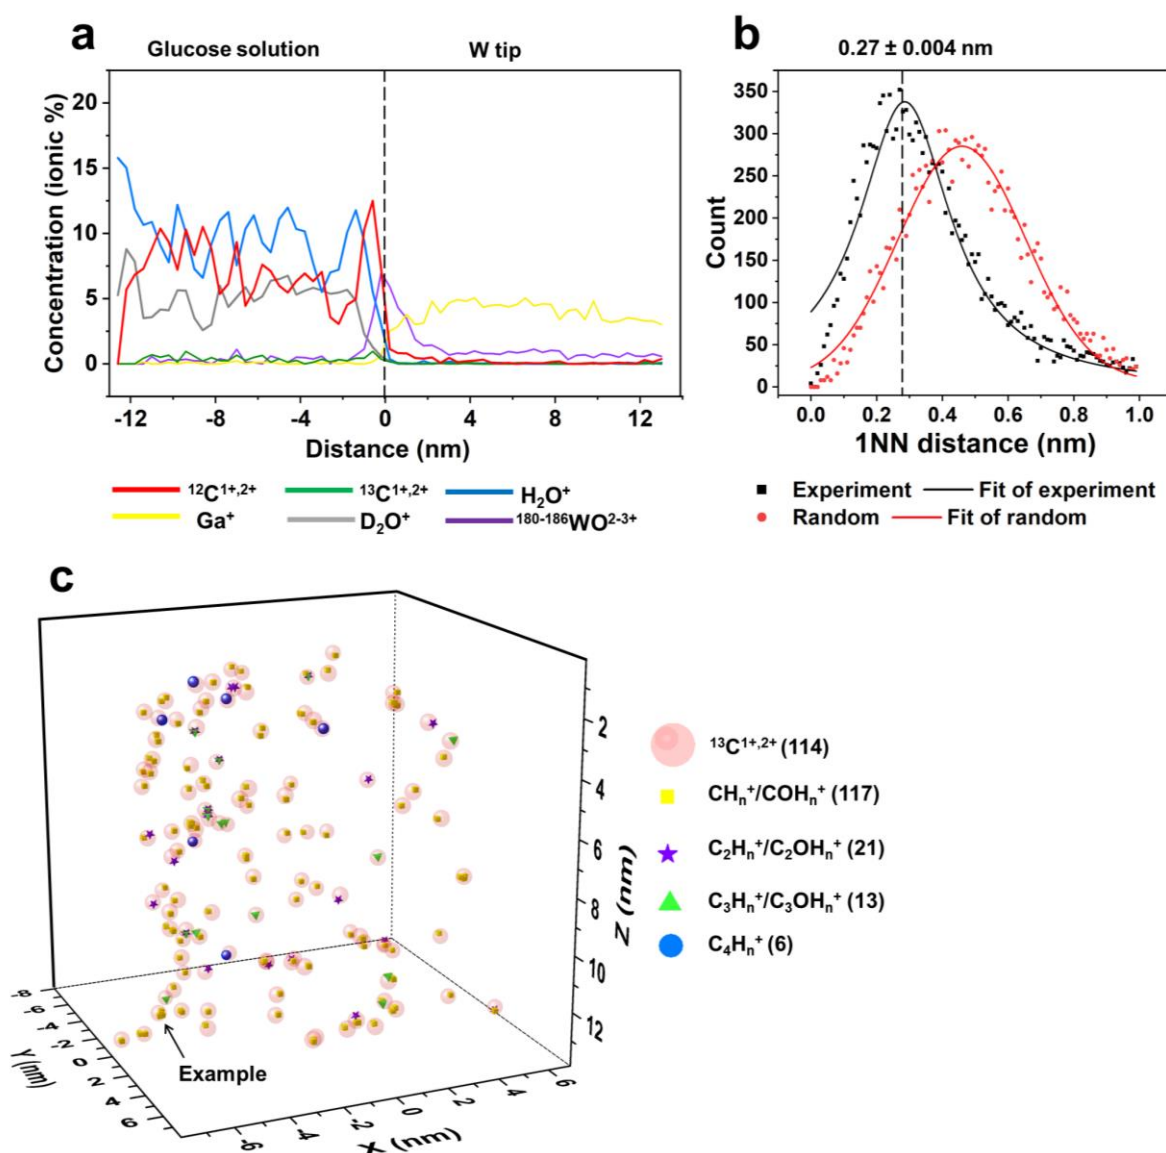 a
Glucose solution
W tip
Concentration (ionic %)
20
15
10
5
0
-12
-8
-4
0
4
8
12
Distance (nm)
¹²C¹⁺,²⁺
¹³C¹⁺,²⁺
H₂O⁺
Ga⁺
D₂O⁺
¹⁸⁰⁻¹⁸⁶WO²⁻³⁺
b
0.27 ± 0.004 nm
Count
350
300
250
200
150
100
50
0
0.0
0.2
0.4
0.6
0.8
1.0
1NN distance (nm)
Experiment
Fit of experiment
Random
Fit of random
c
2
4
6
8
10
12
Z (nm)
-8
-6
-4
-2
0
2
4
6
Y (nm)
-6
-4
-2
0
2
4
6
X (nm)
Example
¹³C¹⁺,²⁺ (114)
CHₙ⁺/COHₙ⁺ (117)
C₂Hₙ⁺/C₂OHₙ⁺ (21)
C₃Hₙ⁺/C₃OHₙ⁺ (13)
C₄Hₙ⁺ (6)